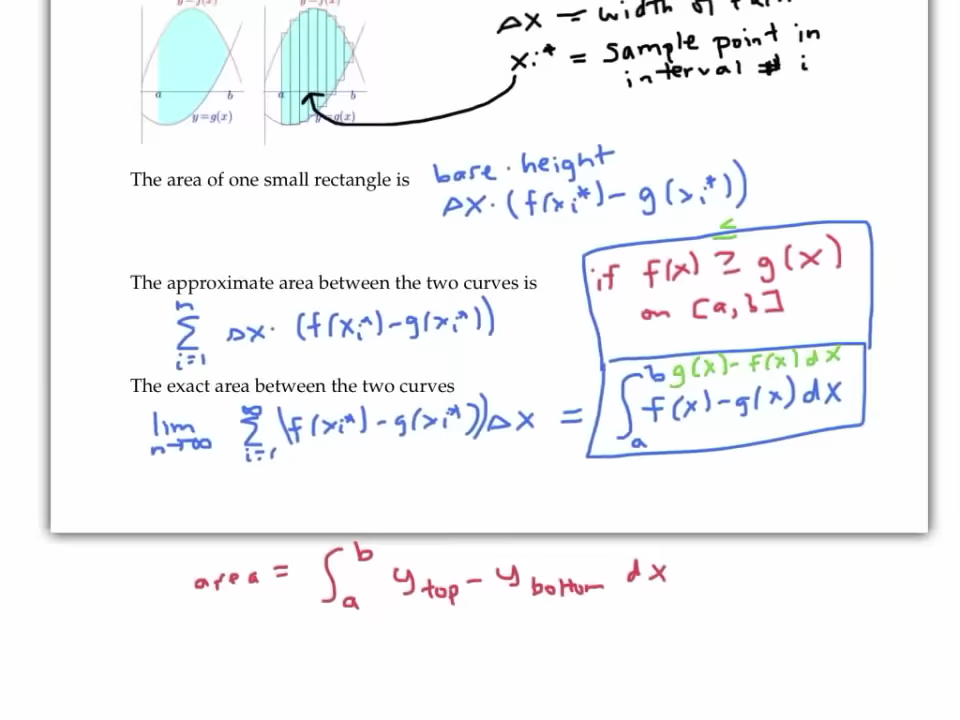 y=f(x) y=f(x)
Δx = width of
x_i* = sample point in
interval # i
a b a b
y=g(x) y=g(x)
base · height
The area of one small rectangle is
Δx · (f(x_i*) - g(x_i*))
≤
if f(x) ≥ g(x)
on [a, b]
The approximate area between the two curves is
∑_{i=1}^{n} Δx · (f(x_i*) - g(x_i*))
g(x) - f(x) dx
The exact area between the two curves
lim_{n→∞} ∑_{i=1}^{∞} (f(x_i*) - g(x_i*)) Δx = ∫_a^b f(x) - g(x) dx
area = ∫_a^b y_top - y_bottom dx